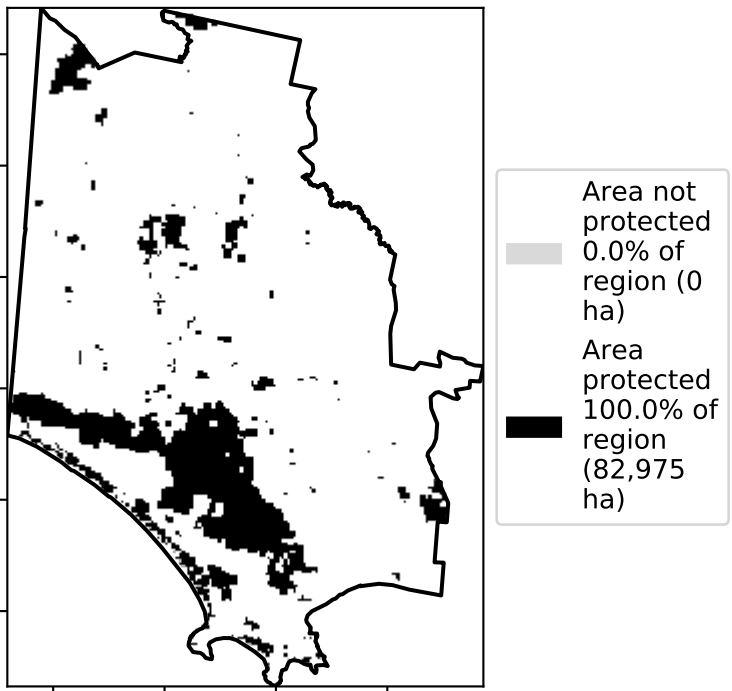 Area not
protected
0.0% of
region (0
ha)
Area
protected
100.0% of
region
(82,975
ha)